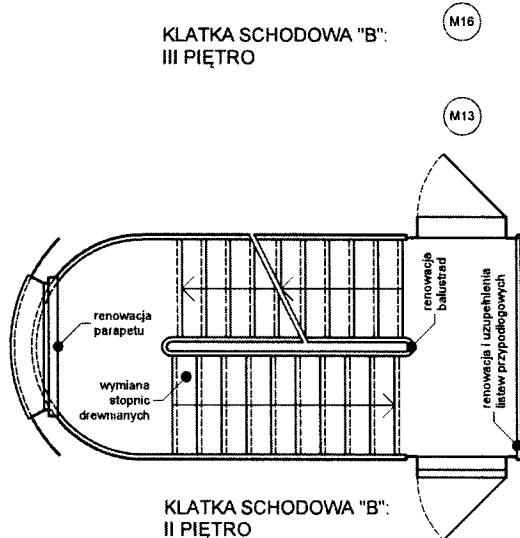 KLATKA SCHODOWA "B":
III PIĘTRO
M16
M13
renowacja
parapetu
wymiana
stopnic
drewnianych
renowacja
balustrad
renowacja i uzupełnienia
listew przypodłogowych
KLATKA SCHODOWA "B":
II PIĘTRO